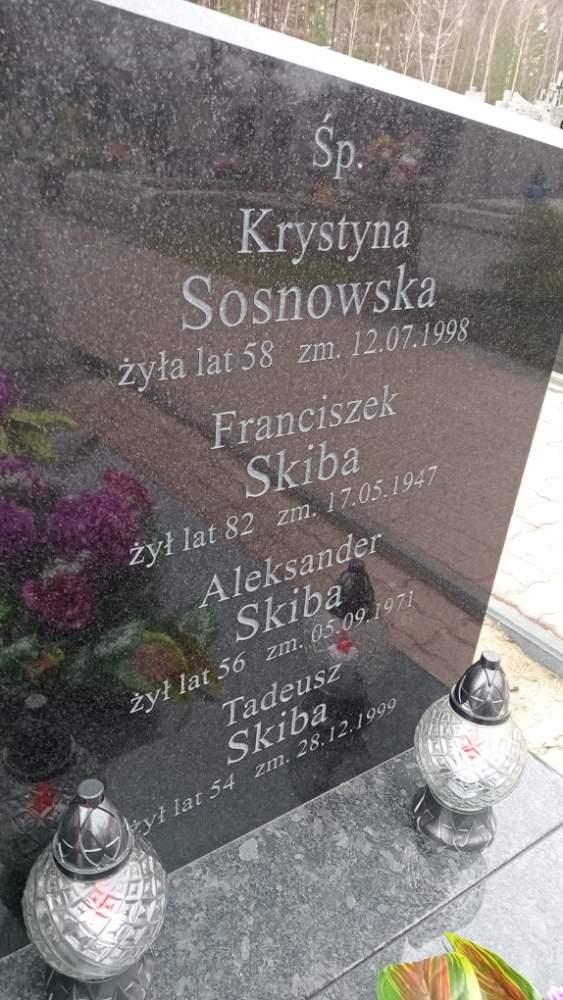 Śp.
Krystyna
Sosnowska
żyła lat 58 zm. 12.07.1998
Franciszek
Skiba
żył lat 82 zm. 17.05.1947
Aleksander
Skiba
żył lat 56 zm. 05.09.1971
Tadeusz
Skiba
żył lat 54 zm. 28.12.1999